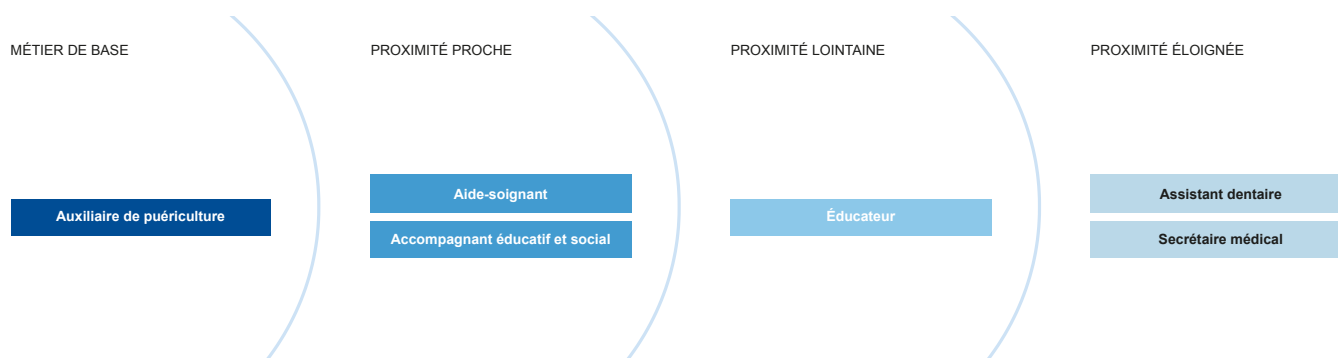 MÉTIER DE BASE
Auxiliaire de puériculture
PROXIMITÉ PROCHE
Aide-soignant
Accompagnant éducatif et social
PROXIMITÉ LOINTAINE
Éducateur
PROXIMITÉ ÉLOIGNÉE
Assistant dentaire
Secrétaire médical